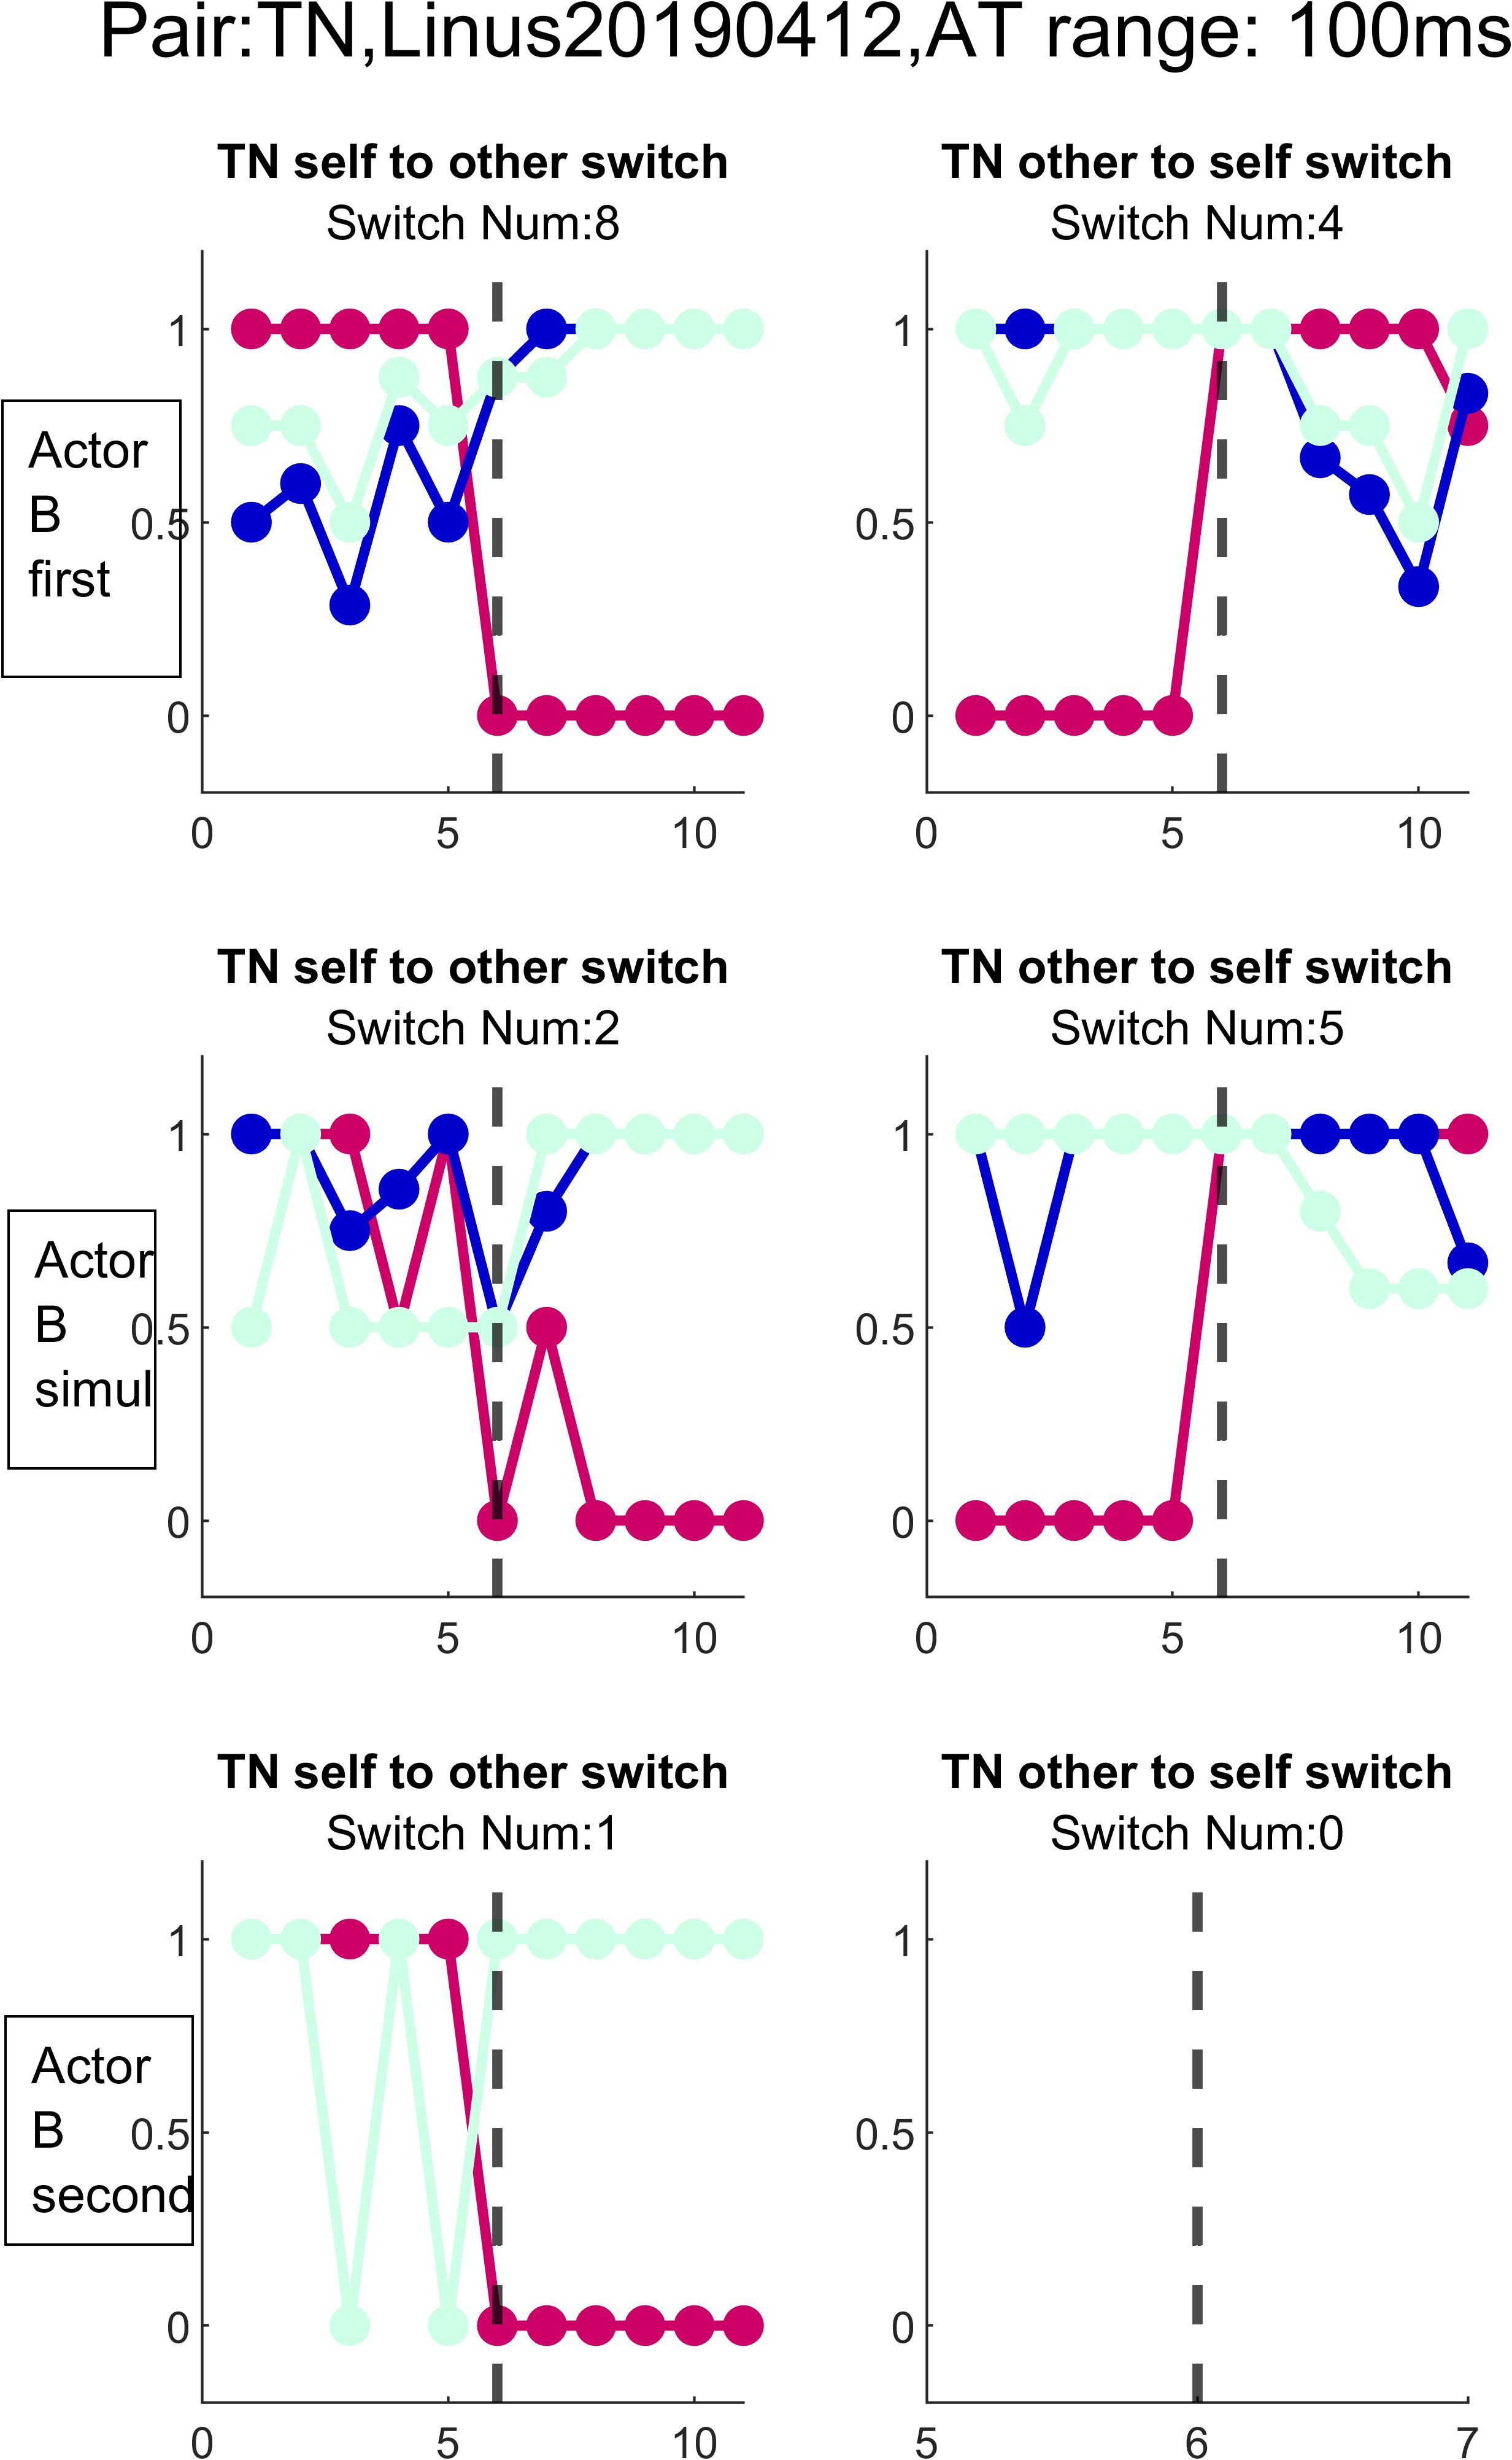 Pair:TN,Linus20190412,AT range: 100ms
TN self to other switch
Switch Num:8
TN other to self switch
Switch Num:4
Actor
B
first
1
0.5
0
0
5
10
1
0.5
0
0
5
10
TN self to other switch
Switch Num:2
TN other to self switch
Switch Num:5
Actor
B
simul
1
0.5
0
0
5
10
1
0.5
0
0
5
10
TN self to other switch
Switch Num:1
TN other to self switch
Switch Num:0
Actor
B
second
1
0.5
0
0
5
10
1
0.5
0
5
6
7